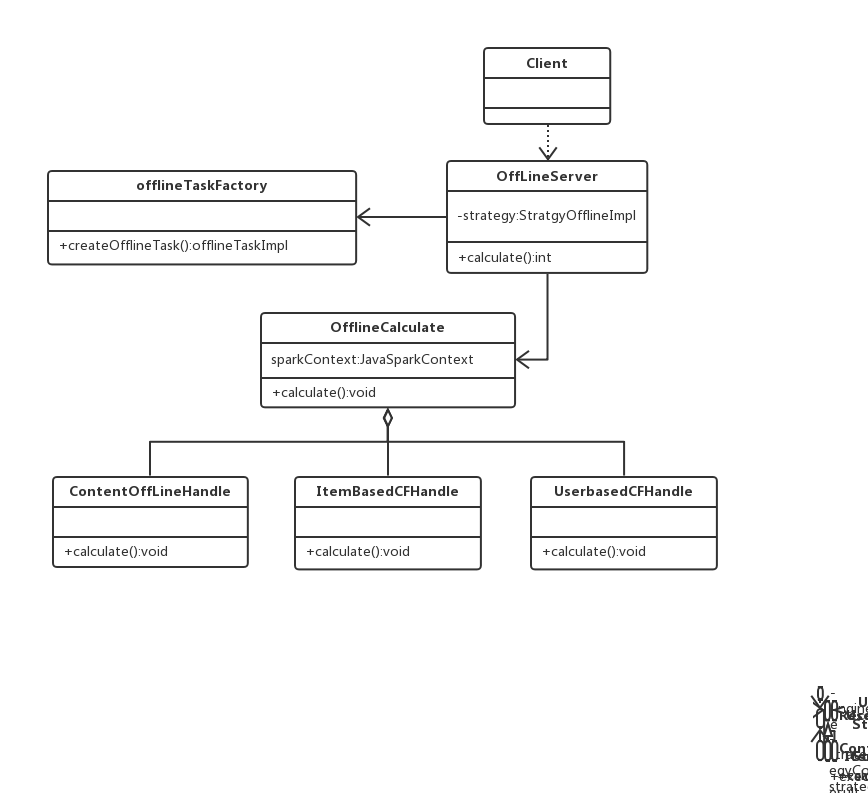 Client
OffLineServer
-strategy:StratgyOfflineImpl
+calculate():int
offlineTaskFactory
+createOfflineTask():offlineTaskImpl
OfflineCalculate
sparkContext:JavaSparkContext
+calculate():void
ContentOffLineHandle
+calculate():void
ItemBasedCFHandle
+calculate():void
UserbasedCFHandle
+calculate():void